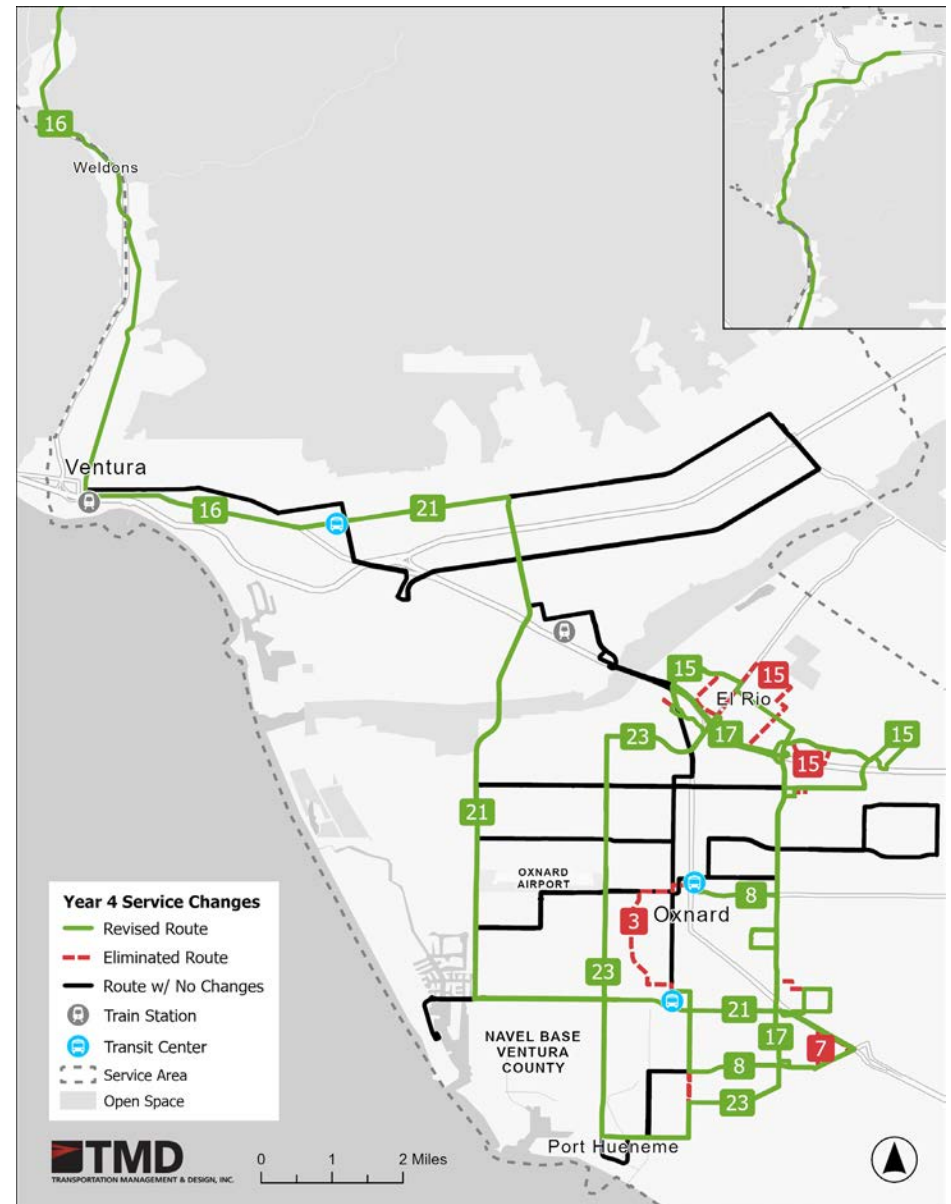 16
Weldons
Ventura
16
21
15
15
El Rio
23
17
15
15
21
OXNARD
AIRPORT
8
3
Oxnard
23
21
NAVEL BASE
VENTURA
COUNTY
17
7
8
23
Port Hueneme
Year 4 Service Changes
Revised Route
Eliminated Route
Route w/ No Changes
Train Station
Transit Center
Service Area
Open Space
TMD
TRANSPORTATION MANAGEMENT & DESIGN, INC.
0 1 2 Miles